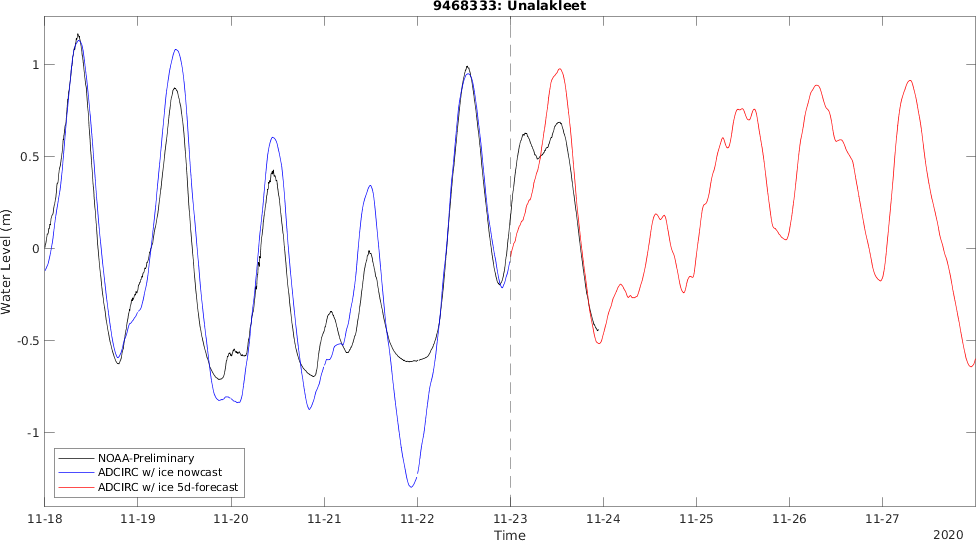 9468333: Unalakleet
Water Level (m)
1
0.5
0
-0.5
-1
NOAA-Preliminary
ADCIRC w/ ice nowcast
ADCIRC w/ ice 5d-forecast
11-18 11-19 11-20 11-21 11-22 11-23 11-24 11-25 11-26 11-27
Time
2020